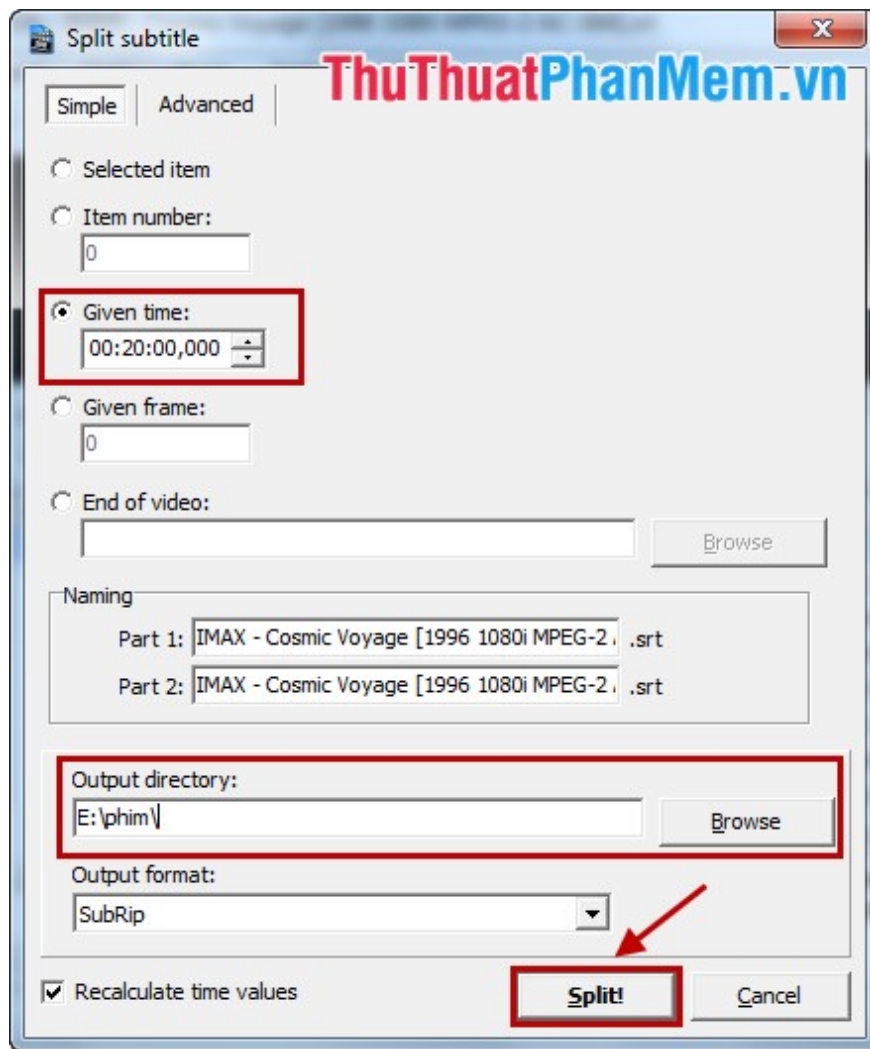 Split subtitle
ThuThuatPhanMem.vn
Simple Advanced
Selected item
Item number:
0
Given time:
00:20:00,000
Given frame:
0
End of video:
Browse
Naming
Part 1: IMAX - Cosmic Voyage [1996 1080i MPEG-2 .srt
Part 2: IMAX - Cosmic Voyage [1996 1080i MPEG-2 .srt
Output directory:
E:\phim\
Browse
Output format:
SubRip
Recalculate time values
Split!
Cancel